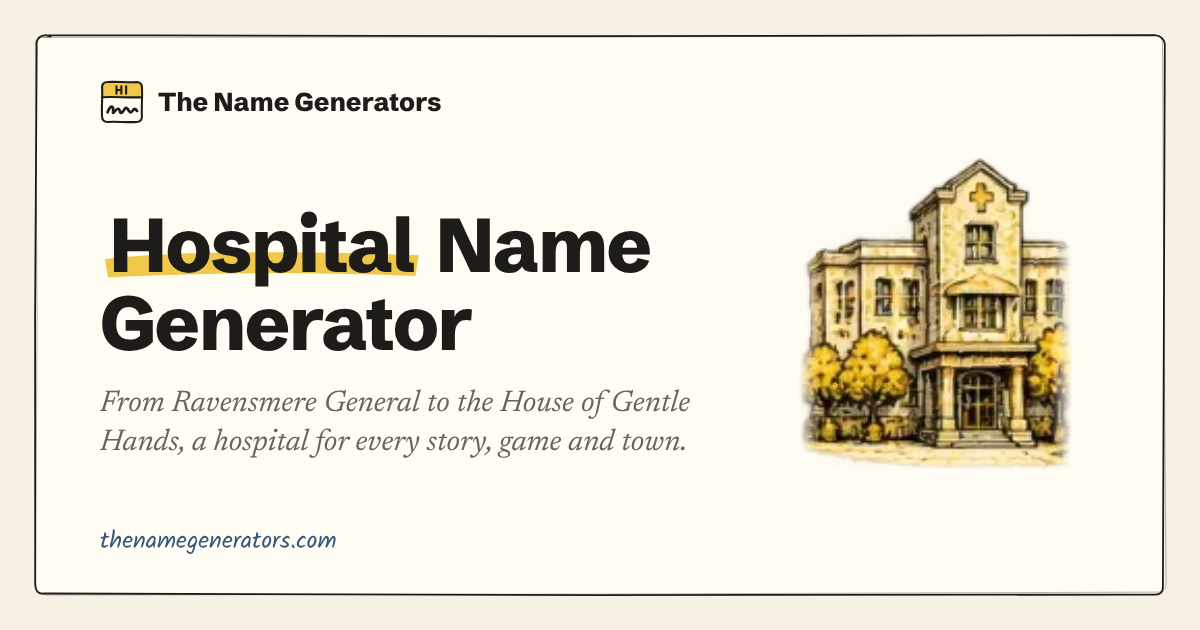 HI
The Name Generators
Hospital Name
Generator
From Ravensmere General to the House of Gentle
Hands, a hospital for every story, game and town.
thenamegenerators.com